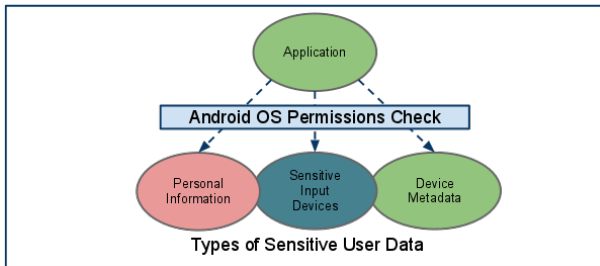 Application
Android OS Permissions Check
Personal
Information
Sensitive
Input
Devices
Device
Metadata
Types of Sensitive User Data